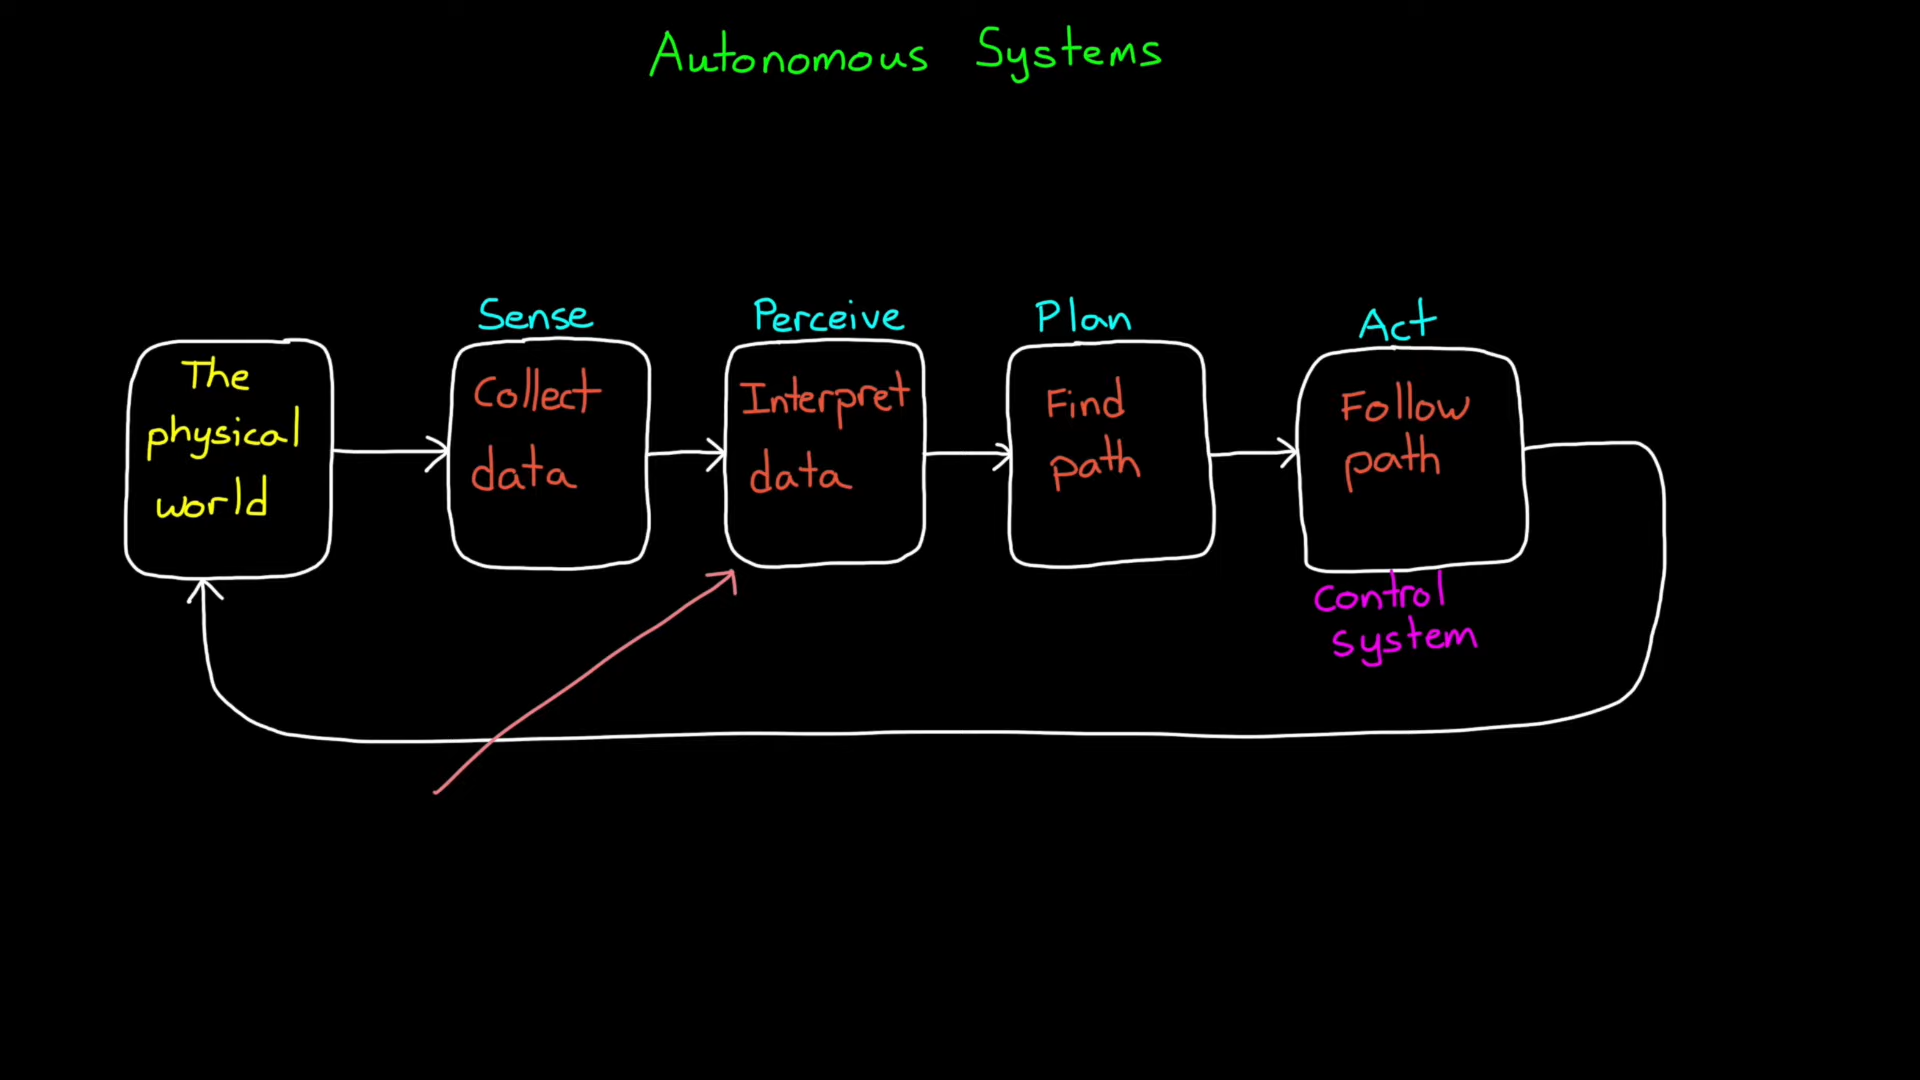 Autonomous Systems
The
physical
world
Sense
Collect
data
Perceive
Interpret
data
Plan
Find
path
Act
Follow
path
control
system